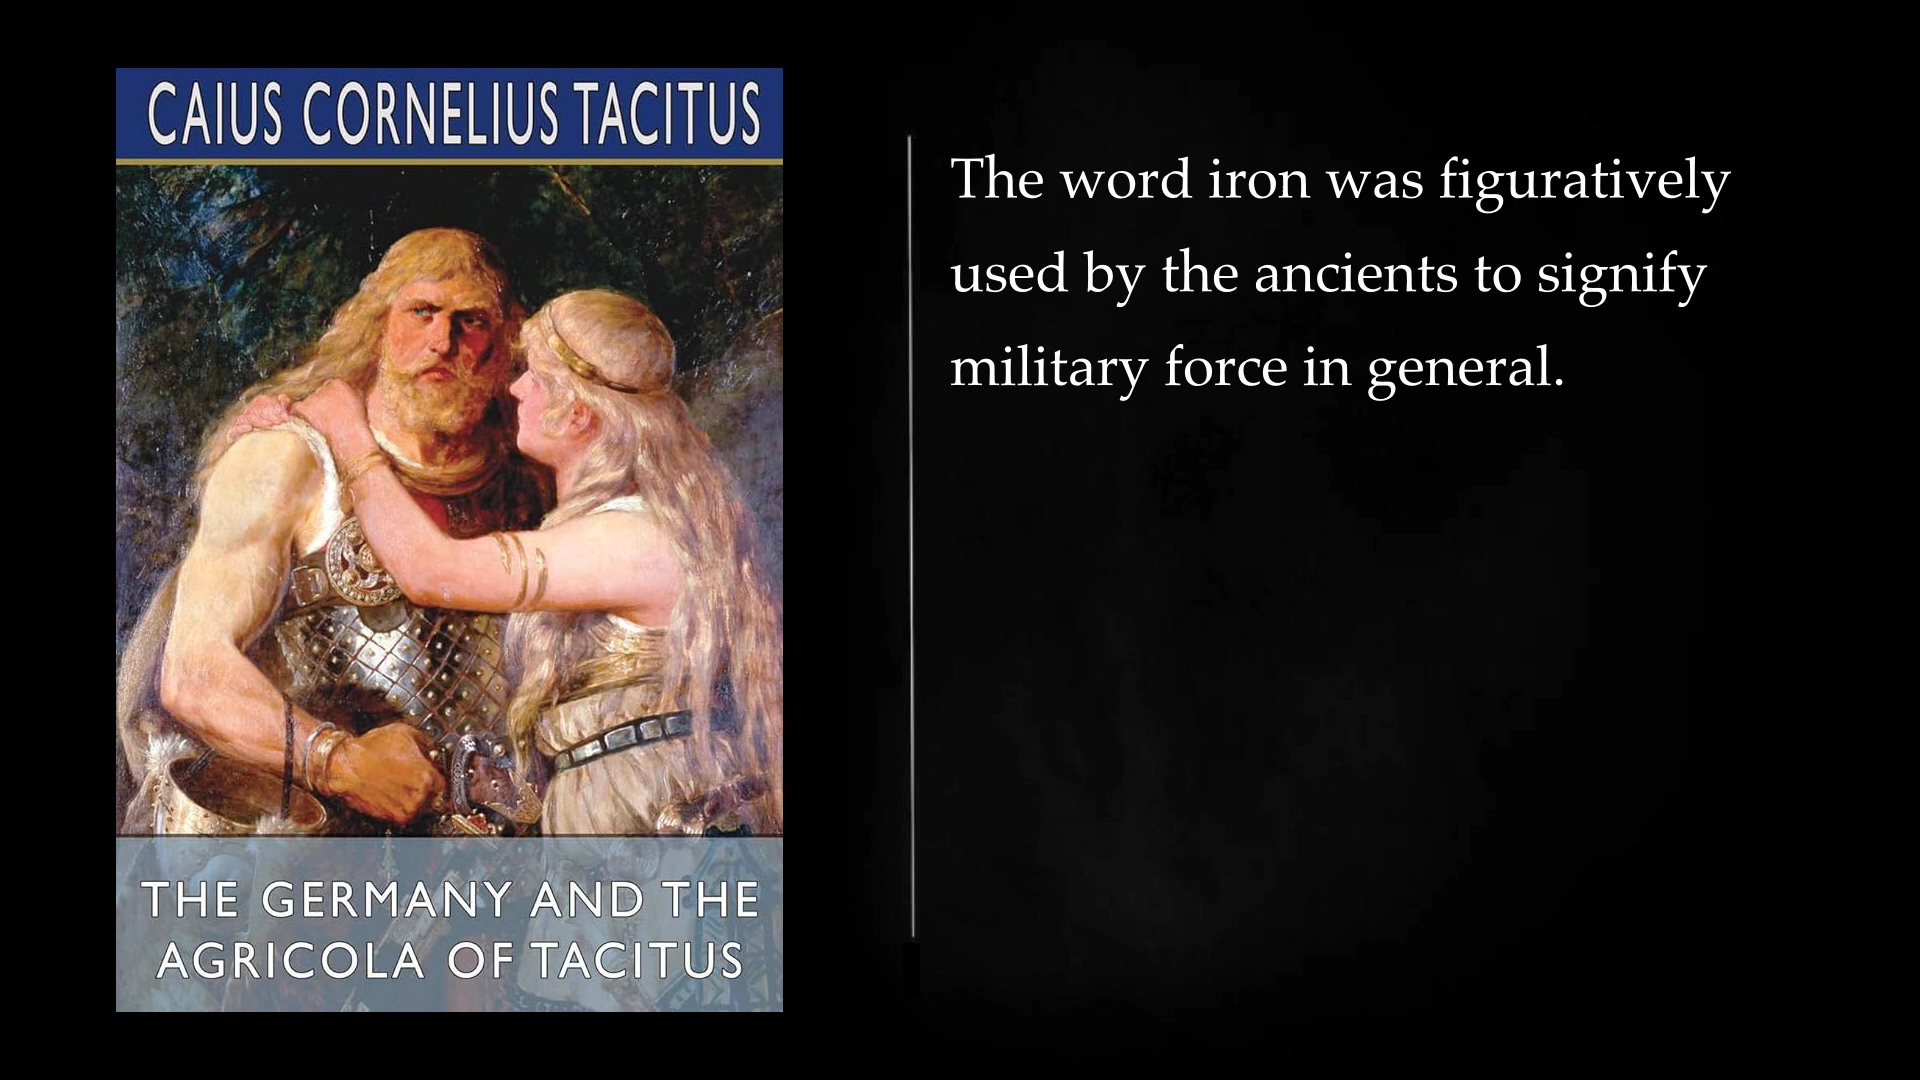 CAIUS CORNELIUS TACITUS
THE GERMANY AND THE
AGRICOLA OF TACITUS
The word iron was figuratively
used by the ancients to signify
military force in general.